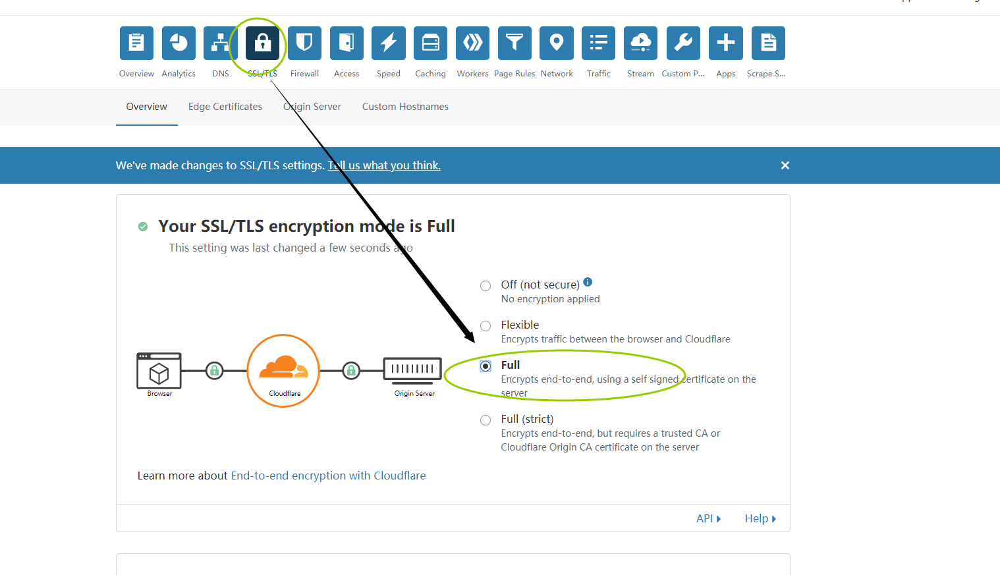 Overview Analytics DNS SSL/TLS Firewall Access Speed Caching Workers Page Rules Network Traffic Stream Custom P... Apps Scrape S...
Overview Edge Certificates Origin Server Custom Hostnames
We've made changes to SSL/TLS settings. Tell us what you think.
Your SSL/TLS encryption mode is Full
This setting was last changed a few seconds ago
Off (not secure)
No encryption applied
Flexible
Encrypts traffic between the browser and Cloudflare
Full
Encrypts end-to-end, using a self signed certificate on the
server
Full (strict)
Encrypts end-to-end, but requires a trusted CA or
Cloudflare Origin CA certificate on the server
Browser Cloudflare Origin Server
Learn more about End-to-end encryption with Cloudflare
API Help